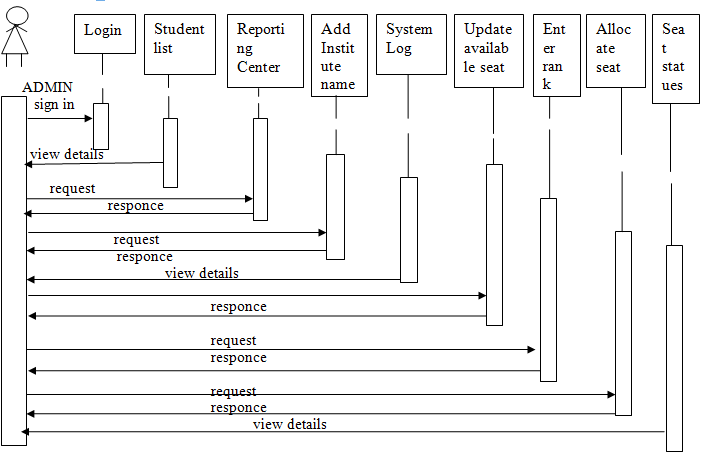 Login
Student
list
Reporti
ng
Center
Add
Instit
ute
name
System
Log
Update
availab
le seat
Ent
er
ran
k
Alloc
ate
seat
Sea
t
stat
ues
ADMIN
sign in
view details
request
responce
request
responce
view details
responce
request
responce
request
responce
view details